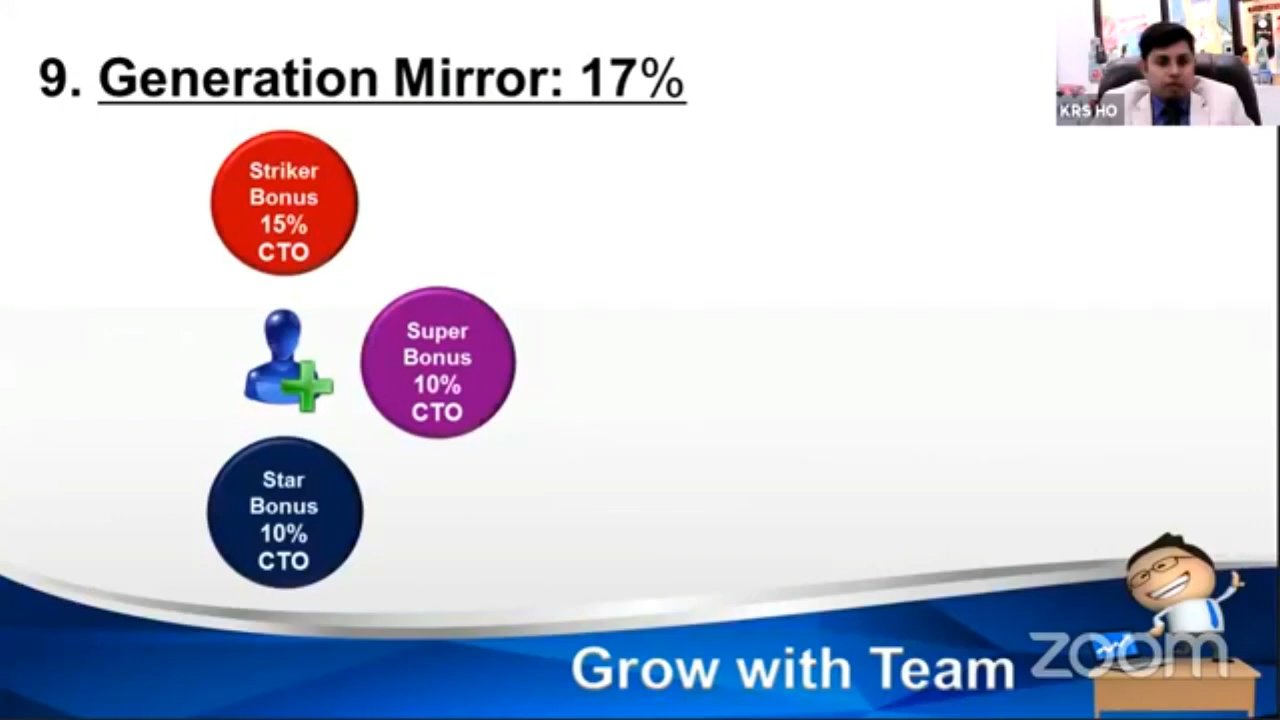 9. Generation Mirror: 17%
KRS HO
Striker
Bonus
15%
CTO
Super
Bonus
10%
CTO
Star
Bonus
10%
CTO
Grow with Team
zoom